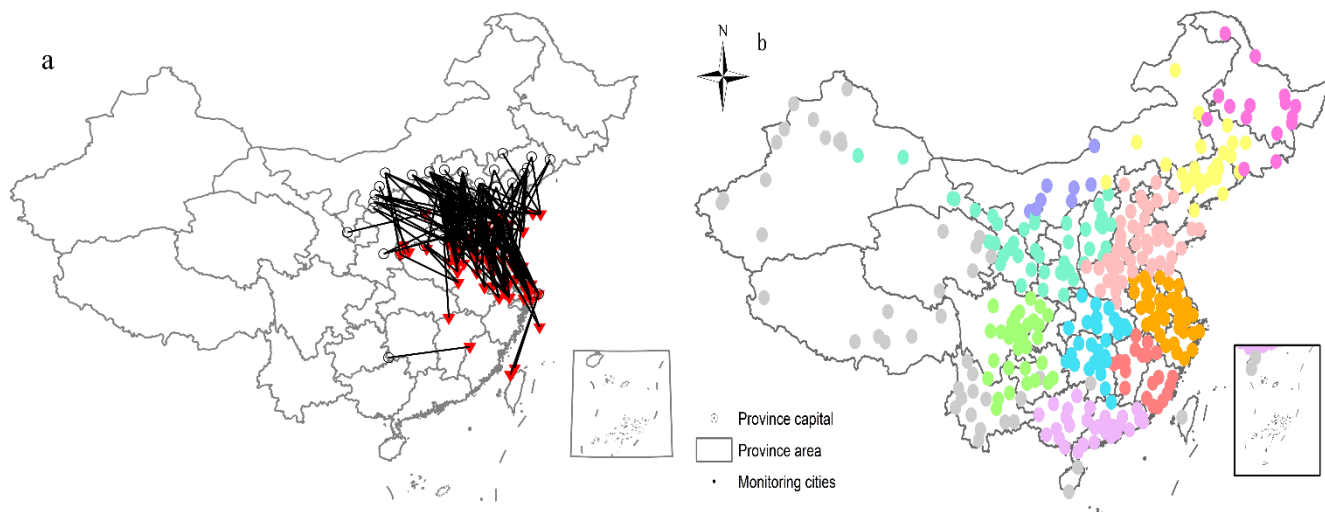 a
N
b
Province capital
Province area
Monitoring cities